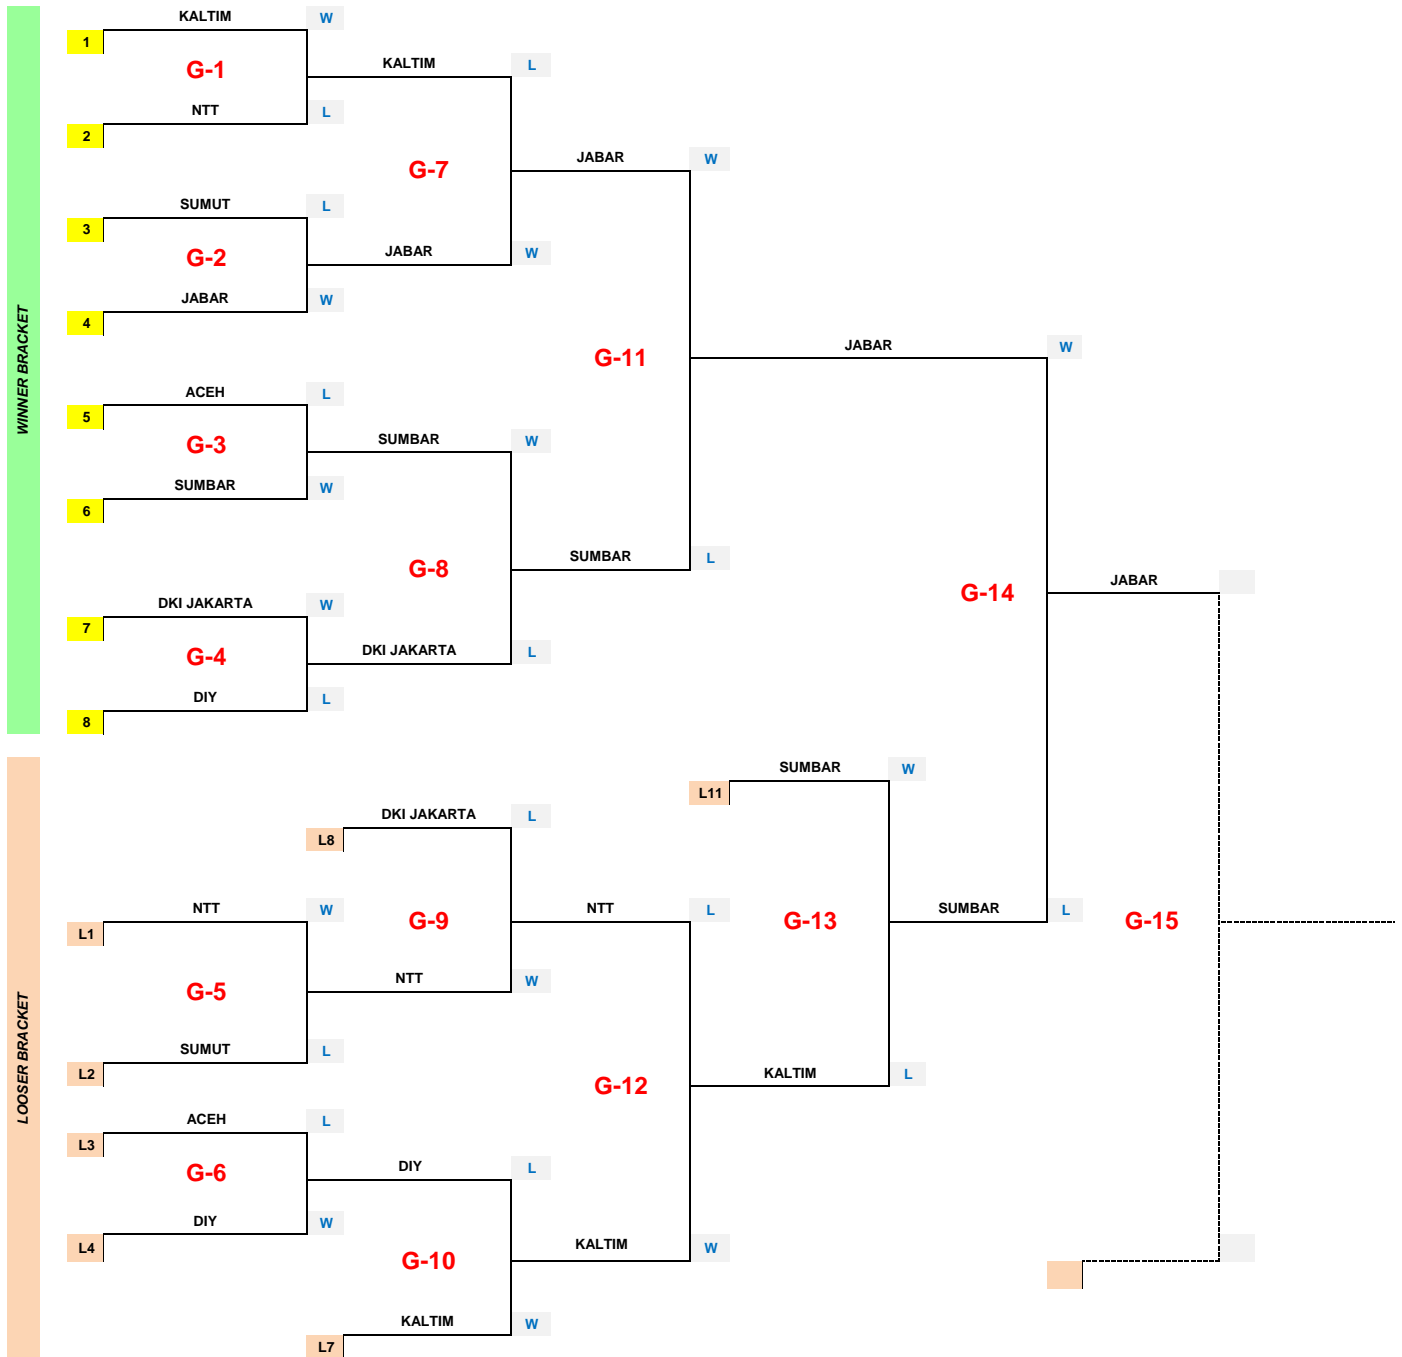 WINNER BRACKET
KALTIM W
1
G-1
KALTIM L
NTT L
2
JABAR W
G-7
SUMUT L
3
G-2
JABAR W
JABAR W
4
JABAR W
G-11
ACEH L
5
G-3
SUMBAR W
SUMBAR W
6
SUMBAR L
G-8
JABAR
G-14
DKI JAKARTA W
7
G-4
DKI JAKARTA L
DIY L
8
LOOSER BRACKET
SUMBAR W
L11
DKI JAKARTA L
L8
NTT W
L1
G-9
NTT L
G-13
SUMBAR L
G-15
NTT W
G-5
SUMUT L
L2
G-12
KALTIM L
ACEH L
L3
G-6
DIY L
DIY W
L4
KALTIM W
G-10
KALTIM W
L7